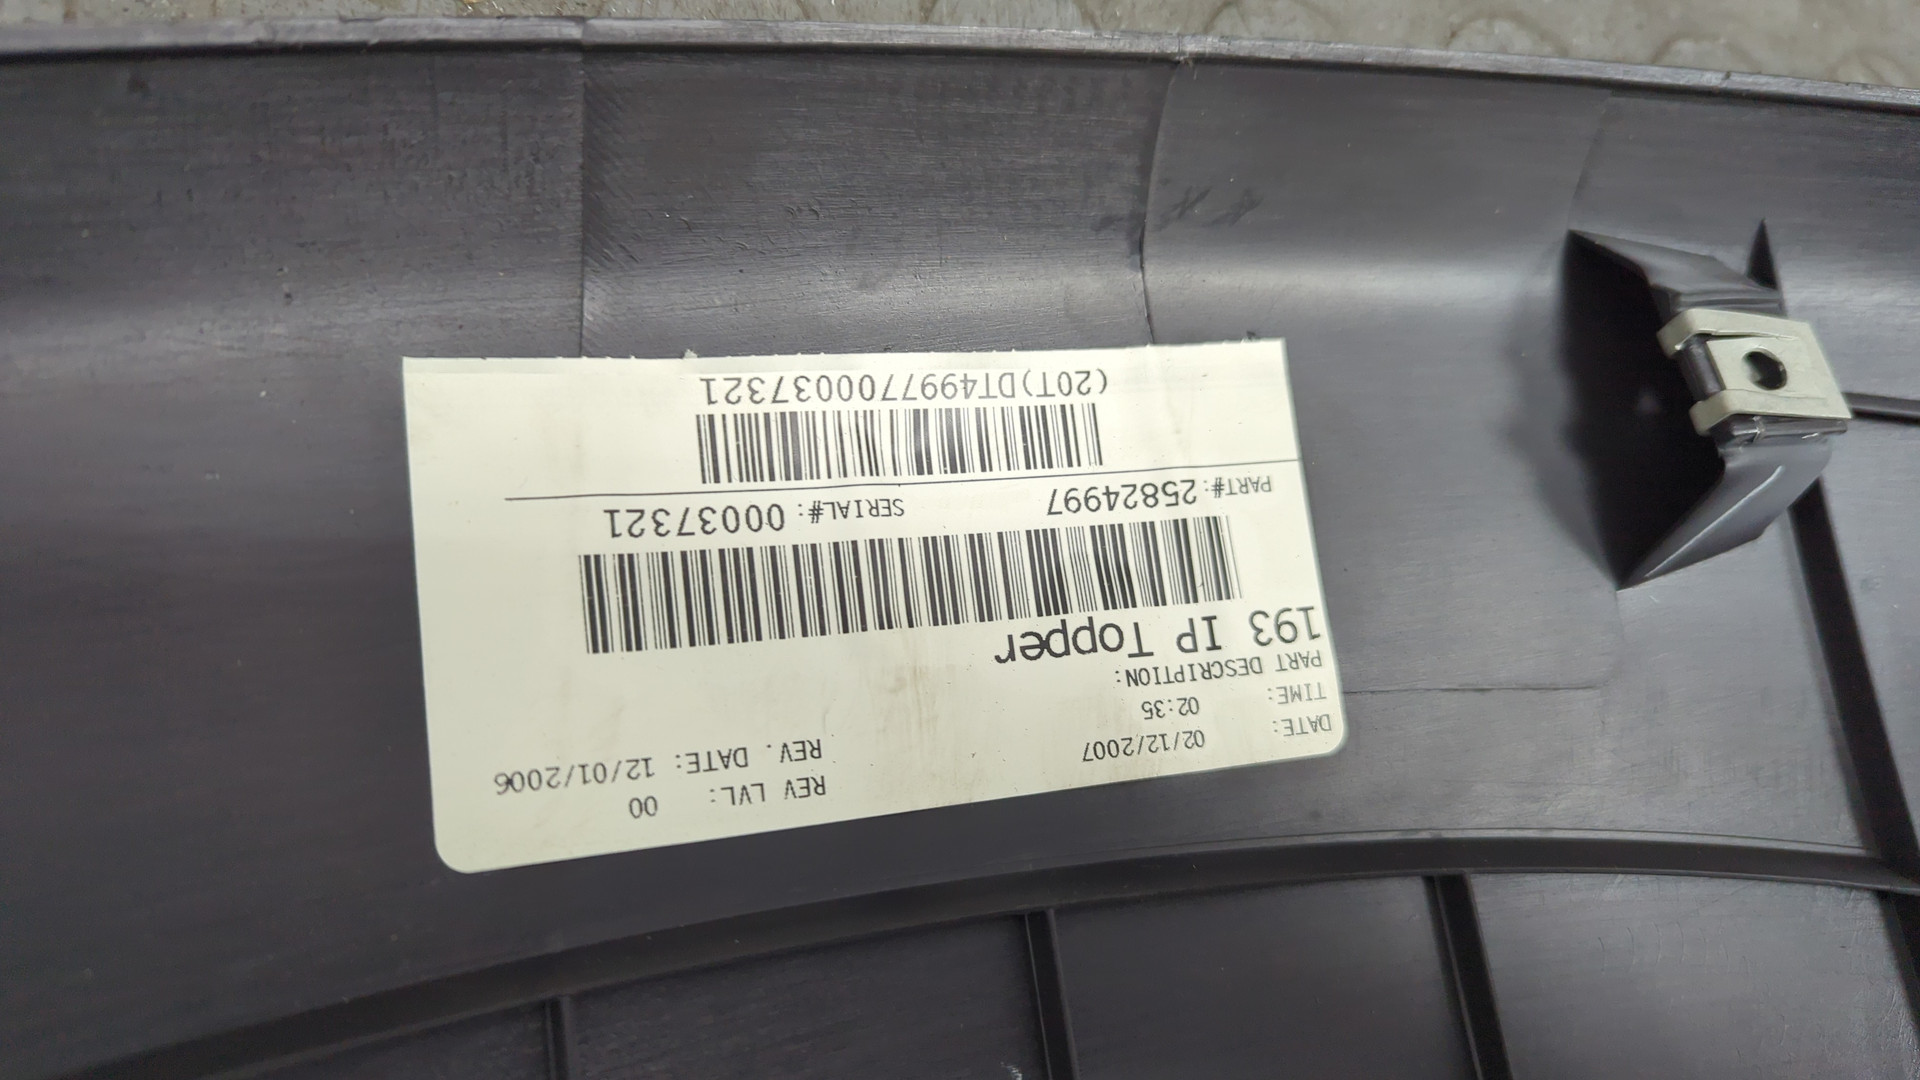 DATE: 02/12/2007 REV LVL: 00
TIME: 02:35 REV. DATE: 12/01/2006
PART DESCRIPTION:
193 IP Topper
PART#: 25824997 SERIAL#: 00037321
(20T)DT4997700037321